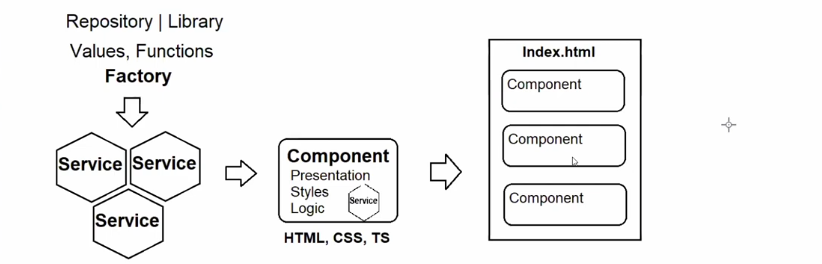 Repository | Library
Values, Functions
Factory
Service
Service
Service
Component
Presentation
Styles
Logic
Service
HTML, CSS, TS
Index.html
Component
Component
Component